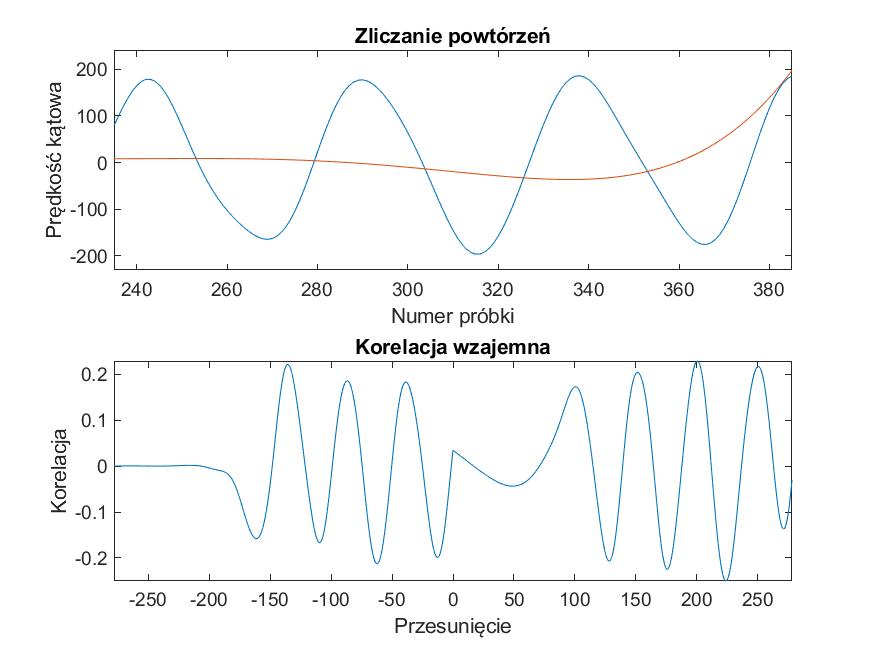 Zliczanie powtórzeń
200
100
0
-100
-200
Prędkość kątowa
240 260 280 300 320 340 360 380
Numer próbki
Korelacja wzajemna
0.2
0.1
0
-0.1
-0.2
Korelacja
-250 -200 -150 -100 -50 0 50 100 150 200 250
Przesunięcie